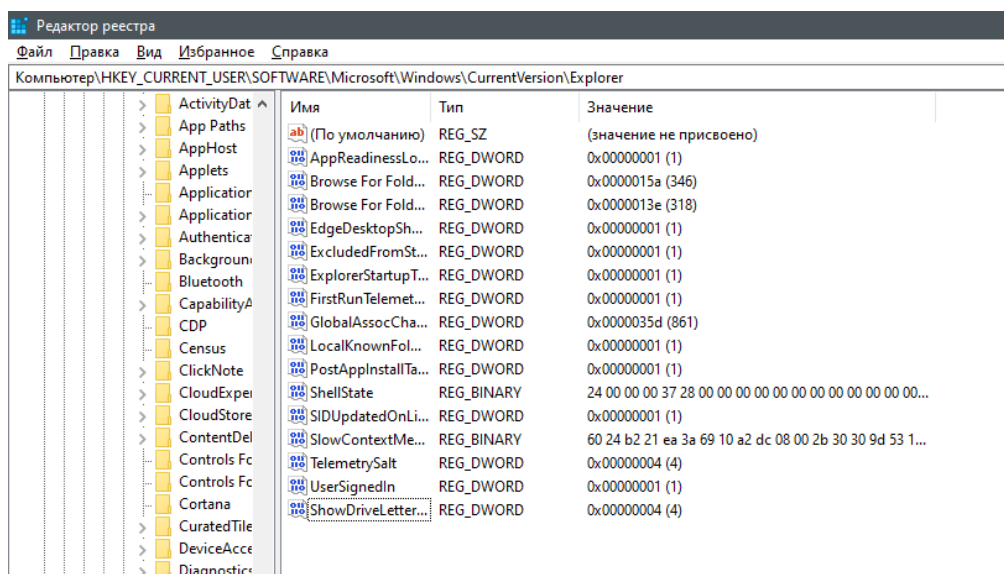 Редактор реестра
Файл Правка Вид Избранное Справка
Компьютер\HKEY_CURRENT_USER\SOFTWARE\Microsoft\Windows\CurrentVersion\Explorer
ActivityDat
App Paths
AppHost
Applets
Application
Application
Authentica
Backgroun
Bluetooth
CapabilityA
CDP
Census
ClickNote
CloudExper
CloudStore
ContentDel
Controls Fo
Controls Fo
Cortana
CuratedTile
DeviceAcce
Diagnostics
Имя Тип Значение
(По умолчанию) REG_SZ (значение не присвоено)
AppReadinessLo... REG_DWORD 0x00000001 (1)
Browse For Fold... REG_DWORD 0x0000015a (346)
Browse For Fold... REG_DWORD 0x0000013e (318)
EdgeDesktopSh... REG_DWORD 0x00000001 (1)
ExcludedFromSt... REG_DWORD 0x00000001 (1)
ExplorerStartupT... REG_DWORD 0x00000001 (1)
FirstRunTelemet... REG_DWORD 0x00000001 (1)
GlobalAssocCha... REG_DWORD 0x0000035d (861)
LocalKnownFol... REG_DWORD 0x00000001 (1)
PostAppInstallTa... REG_DWORD 0x00000001 (1)
ShellState REG_BINARY 24 00 00 00 37 28 00 00 00 00 00 00 00 00 00 00 00 00...
SIDUpdatedOnLi... REG_DWORD 0x00000001 (1)
SlowContextMe... REG_BINARY 60 24 b2 21 ea 3a 69 10 a2 dc 08 00 2b 30 30 9d 53 1...
TelemetrySalt REG_DWORD 0x00000004 (4)
UserSignedIn REG_DWORD 0x00000001 (1)
ShowDriveLetter... REG_DWORD 0x00000004 (4)